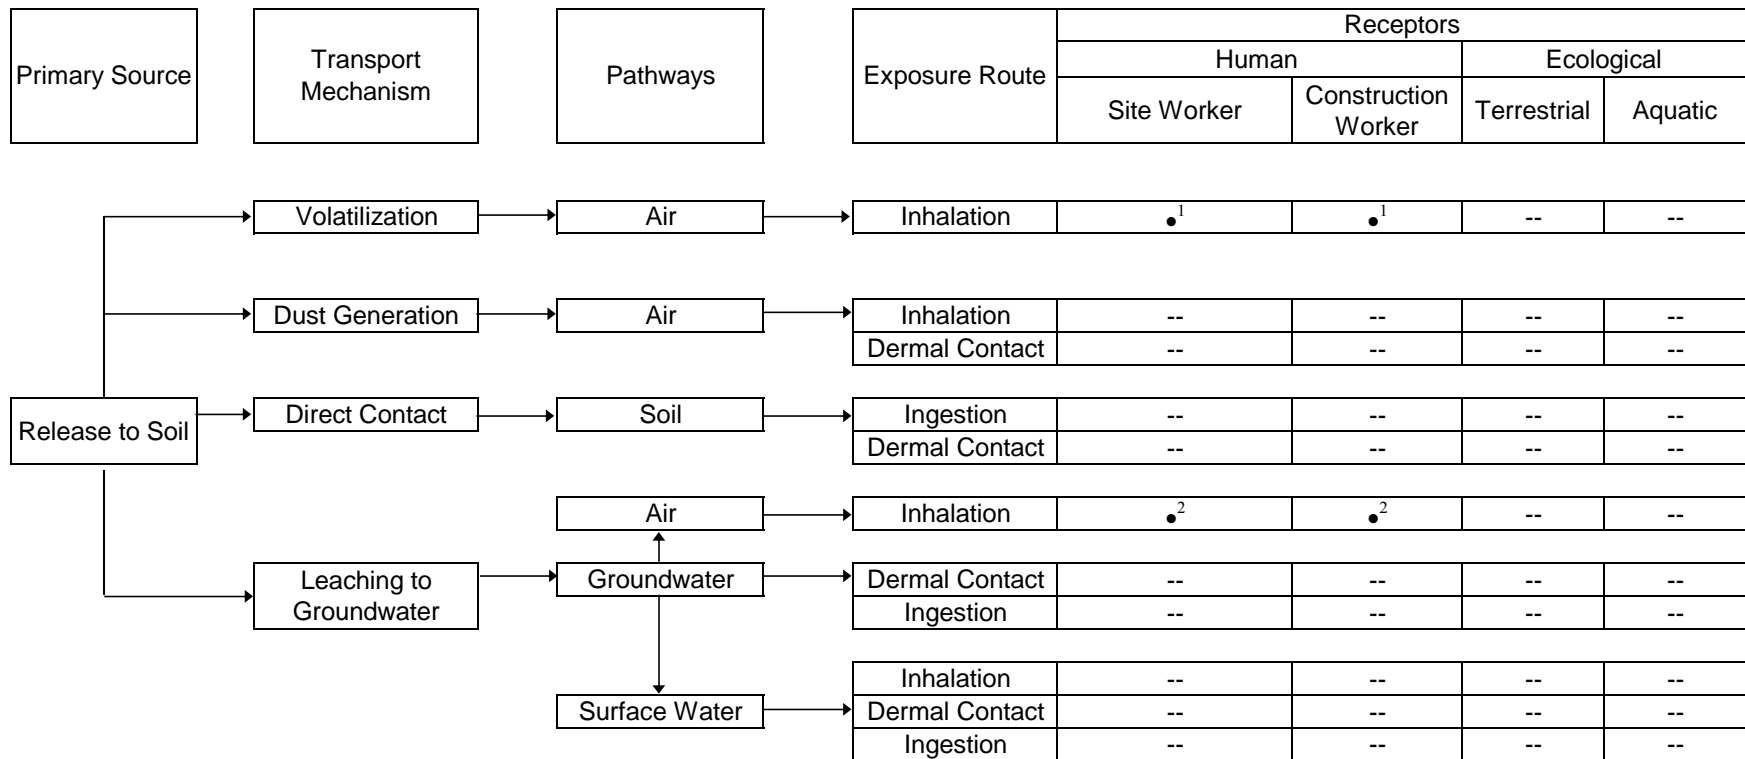 Primary Source
Transport
Mechanism
Pathways
Exposure Route
Receptors
Human
Ecological
Site Worker
Construction
Worker
Terrestrial
Aquatic
Volatilization
Air
Inhalation
●1
●1
--
--
Dust Generation
Air
Inhalation
--
--
--
--
Dermal Contact
--
--
--
--
Release to Soil
Direct Contact
Soil
Ingestion
--
--
--
--
Dermal Contact
--
--
--
--
Air
Inhalation
●2
●2
--
--
Leaching to
Groundwater
Groundwater
Dermal Contact
--
--
--
--
Ingestion
--
--
--
--
Surface Water
Inhalation
--
--
--
--
Dermal Contact
--
--
--
--
Ingestion
--
--
--
--